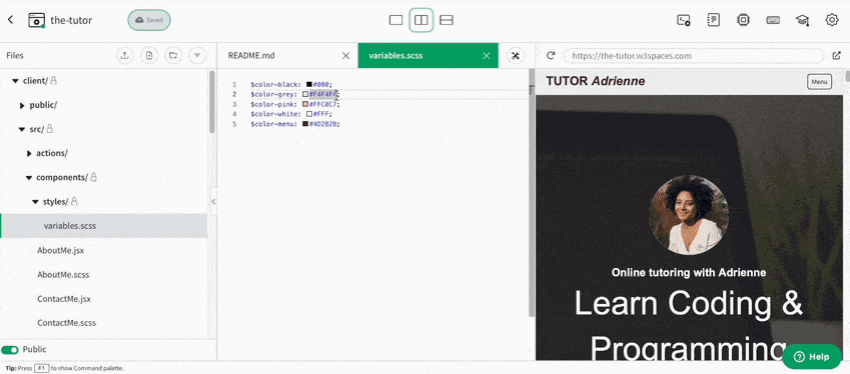 the-tutor
Saved
Files
README.md
variables.scss
https://the-tutor.w3spaces.com
client/
public/
src/
actions/
components/
styles/
variables.scss
AboutMe.jsx
AboutMe.scss
ContactMe.jsx
ContactMe.scss
Public
1 $color-black: #000;
2 $color-grey: #F4F4F4;
3 $color-pink: #FFC0C7;
4 $color-white: #FFF;
5 $color-menu: #4D2B2B;
TUTOR Adrienne
Menu
Online tutoring with Adrienne
Learn Coding &
Programming
Help
Tip: Press F1 to show Command palette.